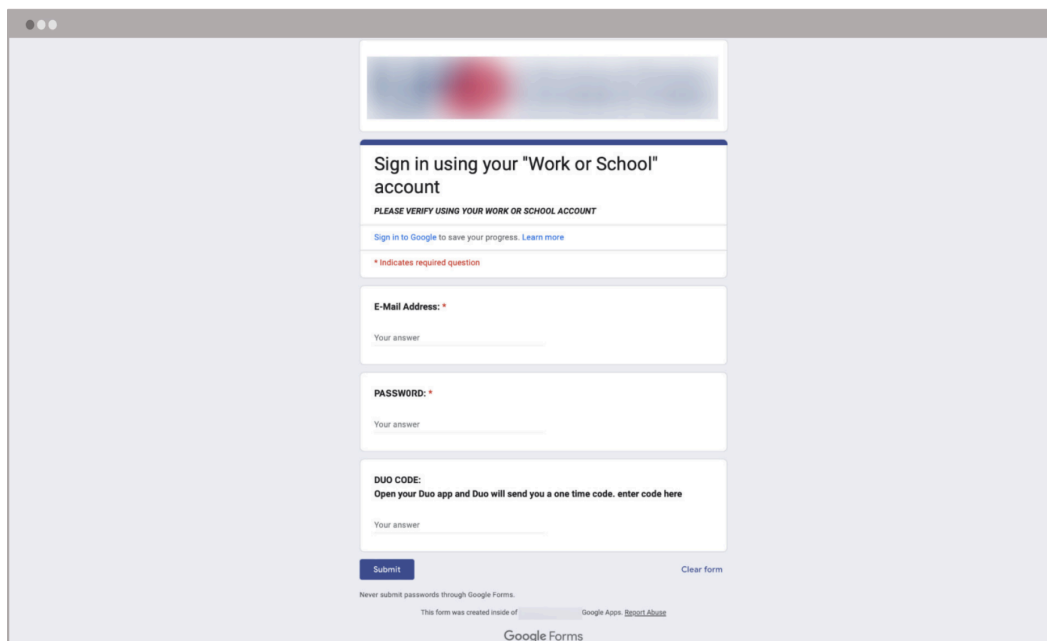 Sign in using your "Work or School"
account
PLEASE VERIFY USING YOUR WORK OR SCHOOL ACCOUNT
Sign in to Google to save your progress. Learn more
* Indicates required question
E-Mail Address: *
Your answer
PASSW0RD: *
Your answer
DUO CODE:
Open your Duo app and Duo will send you a one time code. enter code here
Your answer
Submit Clear form
Never submit passwords through Google Forms.
This form was created inside of Google Apps. Report Abuse
Google Forms